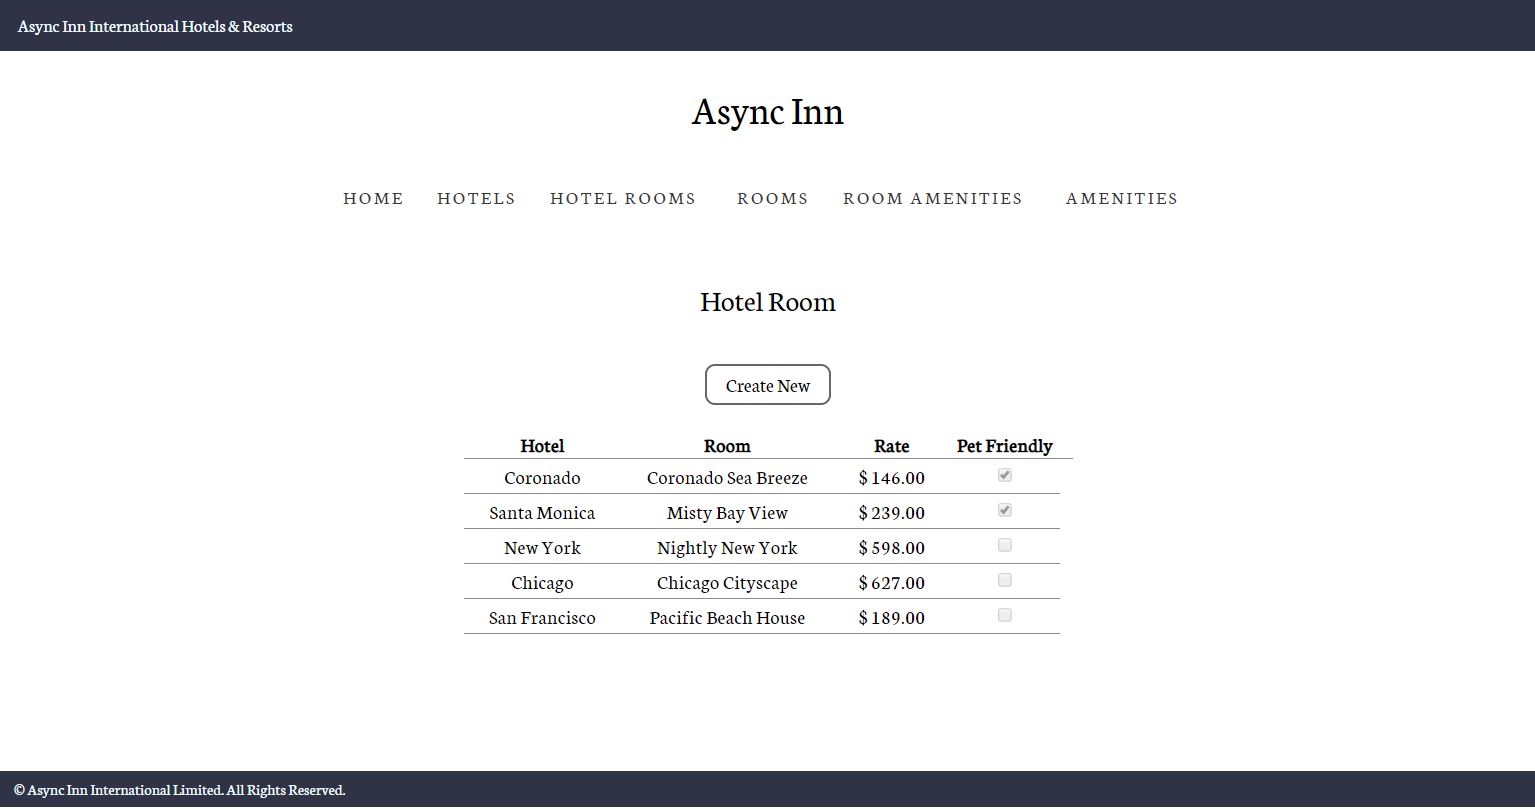 Async Inn International Hotels & Resorts
Async Inn
HOME HOTELS HOTEL ROOMS ROOMS ROOM AMENITIES AMENITIES
Hotel Room
Create New
Hotel Room Rate Pet Friendly
Coronado Coronado Sea Breeze $ 146.00
Santa Monica Misty Bay View $ 239.00
New York Nightly New York $ 598.00
Chicago Chicago Cityscape $ 627.00
San Francisco Pacific Beach House $ 189.00
© Async Inn International Limited. All Rights Reserved.